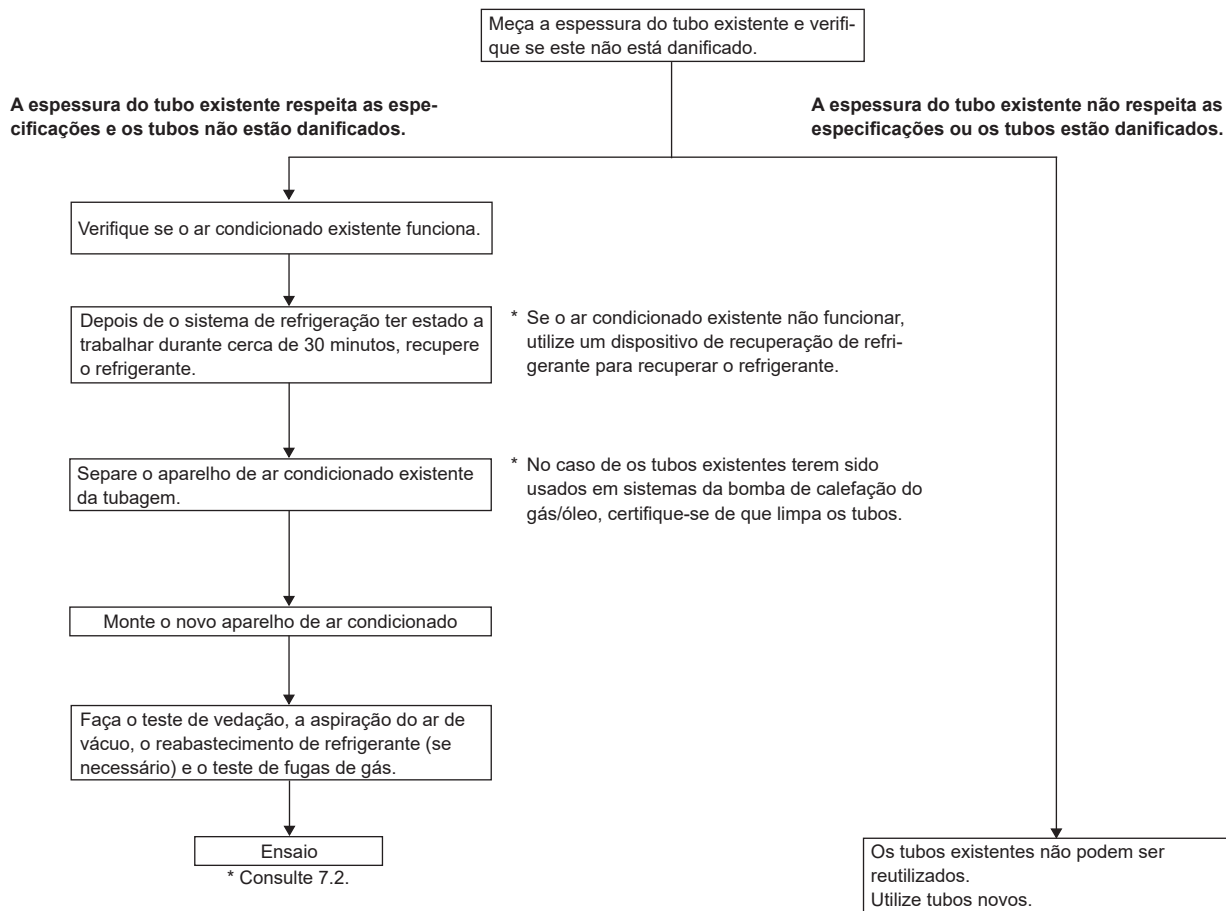 Meça a espessura do tubo existente e verifi-
que se este não está danificado.
A espessura do tubo existente respeita as espe-
cificações e os tubos não estão danificados.
A espessura do tubo existente não respeita as
especificações ou os tubos estão danificados.
Verifique se o ar condicionado existente funciona.
Depois de o sistema de refrigeração ter estado a
trabalhar durante cerca de 30 minutos, recupere
o refrigerante.
* Se o ar condicionado existente não funcionar,
utilize um dispositivo de recuperação de refri-
gerante para recuperar o refrigerante.
Separe o aparelho de ar condicionado existente
da tubagem.
* No caso de os tubos existentes terem sido
usados em sistemas da bomba de calefação do
gás/óleo, certifique-se de que limpa os tubos.
Monte o novo aparelho de ar condicionado
Faça o teste de vedação, a aspiração do ar de
vácuo, o reabastecimento de refrigerante (se
necessário) e o teste de fugas de gás.
Ensaio
* Consulte 7.2.
Os tubos existentes não podem ser
reutilizados.
Utilize tubos novos.